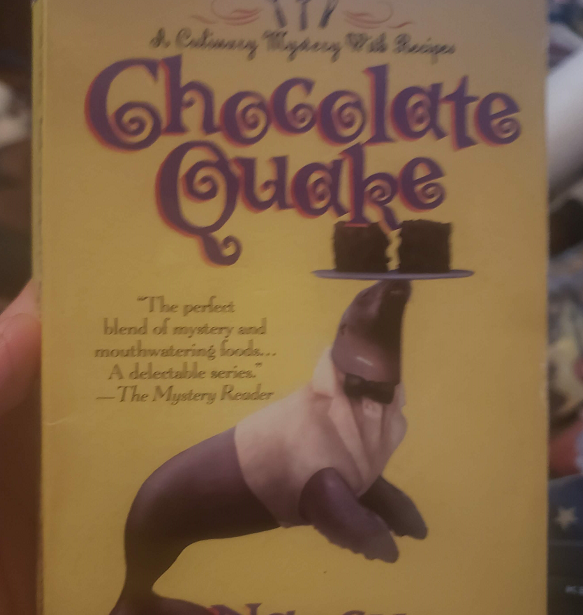 A Culinary Mystery With Recipes
Chocolate
Quake
"The perfect
blend of mystery and
mouthwatering foods...
A delectable series."
—The Mystery Reader